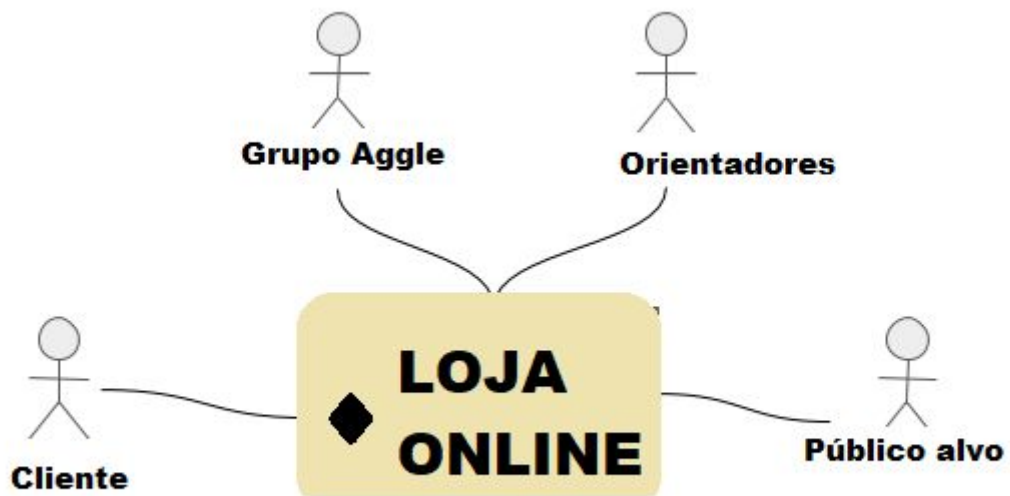 Grupo Aggle
Orientadores
LOJA
ONLINE
Cliente
Público alvo